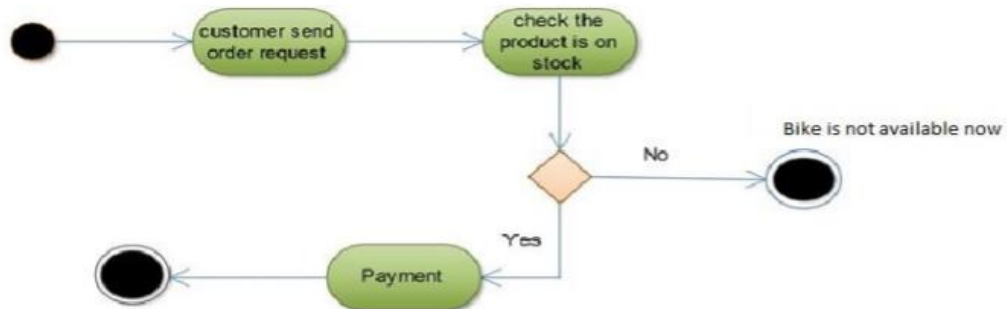 customer send
order request
check the
product is on
stock
Bike is not available now
No
Yes
Payment